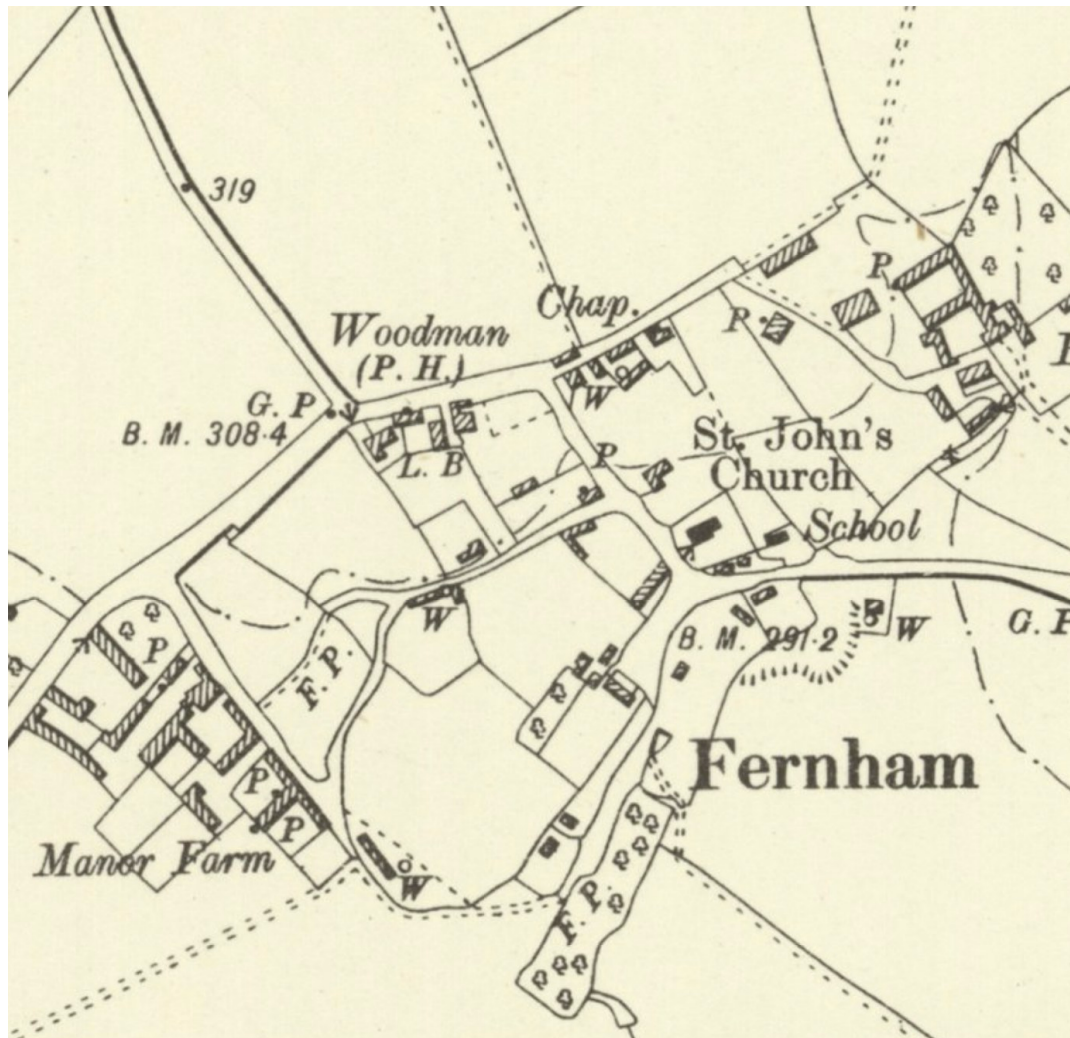 319
Chap.
Woodman
(P. H.)
P
P.
G. P
B. M. 308·4
W
L. B
P
St. John's
Church
School
W
F. P.
P
B. M. 291·2
W
G. P
Fernham
P
P
Manor Farm
W
F. P.